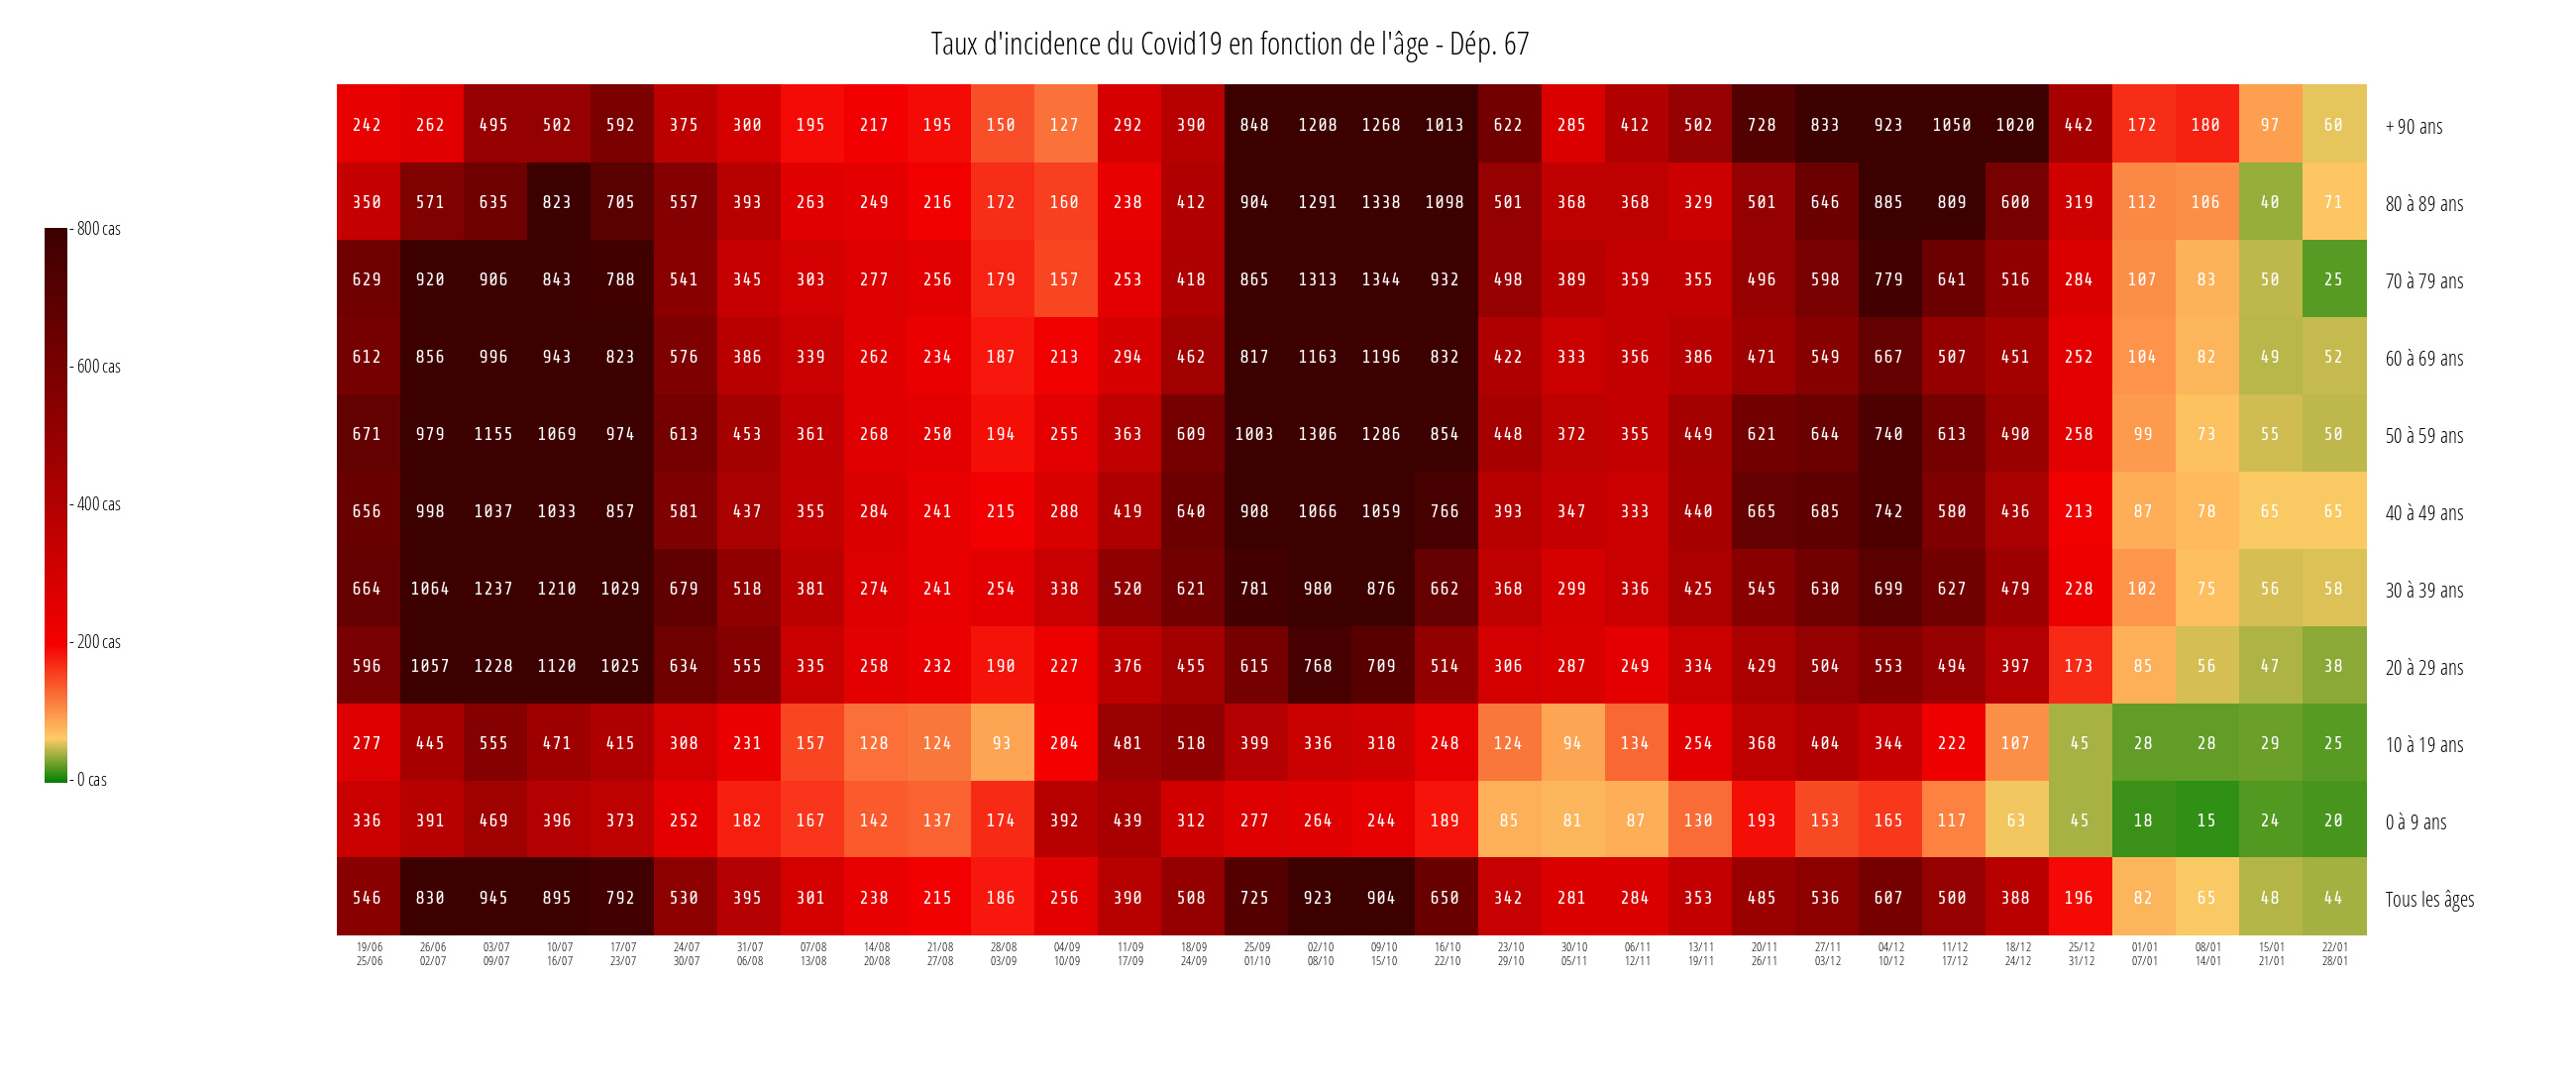 Taux d'incidence du Covid19 en fonction de l'âge - Dép. 67
242 262 495 502 592 375 300 195 217 195 150 127 292 390 848 1208 1268 1013 622 285 412 502 728 833 923 1050 1020 442 172 180 97 60 + 90 ans
350 571 635 823 705 557 393 263 249 216 172 160 238 412 904 1291 1338 1098 501 368 368 329 501 646 885 809 600 319 112 106 40 71 80 à 89 ans
- 800 cas
629 920 906 843 788 541 345 303 277 256 179 157 253 418 865 1313 1344 932 498 389 359 355 496 598 779 641 516 284 107 83 50 25 70 à 79 ans
612 856 996 943 823 576 386 339 262 234 187 213 294 462 817 1163 1196 832 422 333 356 386 471 549 667 507 451 252 104 82 49 52 60 à 69 ans
- 600 cas
671 979 1155 1069 974 613 453 361 268 250 194 255 363 609 1003 1306 1286 854 448 372 355 449 621 644 740 613 490 258 99 73 55 50 50 à 59 ans
- 400 cas
656 998 1037 1033 857 581 437 355 284 241 215 288 419 640 908 1066 1059 766 393 347 333 440 665 685 742 580 436 213 87 78 65 65 40 à 49 ans
664 1064 1237 1210 1029 679 518 381 274 241 254 338 520 621 781 980 876 662 368 299 336 425 545 630 699 627 479 228 102 75 56 58 30 à 39 ans
- 200 cas
596 1057 1228 1120 1025 634 555 335 258 232 190 227 376 455 615 768 709 514 306 287 249 334 429 504 553 494 397 173 85 56 47 38 20 à 29 ans
277 445 555 471 415 308 231 157 128 124 93 204 481 518 399 336 318 248 124 94 134 254 368 404 344 222 107 45 28 28 29 25 10 à 19 ans
- 0 cas
336 391 469 396 373 252 182 167 142 137 174 392 439 312 277 264 244 189 85 81 87 130 193 153 165 117 63 45 18 15 24 20 0 à 9 ans
546 830 945 895 792 530 395 301 238 215 186 256 390 508 725 923 904 650 342 281 284 353 485 536 607 500 388 196 82 65 48 44 Tous les âges
19/06 26/06 03/07 10/07 17/07 24/07 31/07 07/08 14/08 21/08 28/08 04/09 11/09 18/09 25/09 02/10 09/10 16/10 23/10 30/10 06/11 13/11 20/11 27/11 04/12 11/12 18/12 25/12 01/01 08/01 15/01 22/01
25/06 02/07 09/07 16/07 23/07 30/07 06/08 13/08 20/08 27/08 03/09 10/09 17/09 24/09 01/10 08/10 15/10 22/10 29/10 05/11 12/11 19/11 26/11 03/12 10/12 17/12 24/12 31/12 07/01 14/01 21/01 28/01